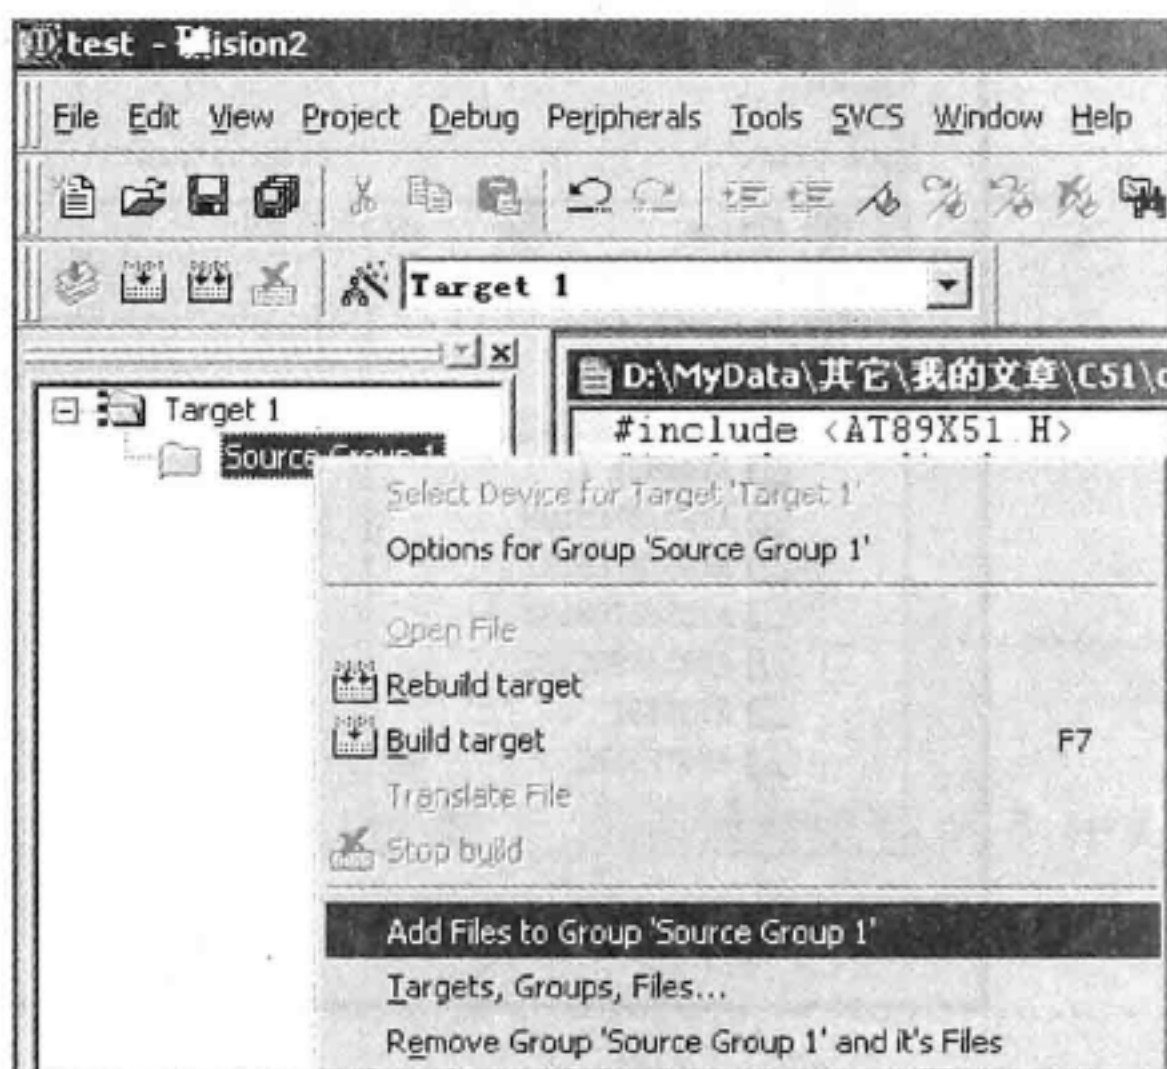 test - µVision2
File Edit View Project Debug Peripherals Tools SVCS Window Help
Target 1
D:\MyData\其它\我的文章\C51\
Target 1
#include <AT89X51.H>
Source Group 1
Select Device for Target 'Target 1'
Options for Group 'Source Group 1'
Open File
Rebuild target
Build target F7
Translate File
Stop build
Add Files to Group 'Source Group 1'
Targets, Groups, Files...
Remove Group 'Source Group 1' and it's Files